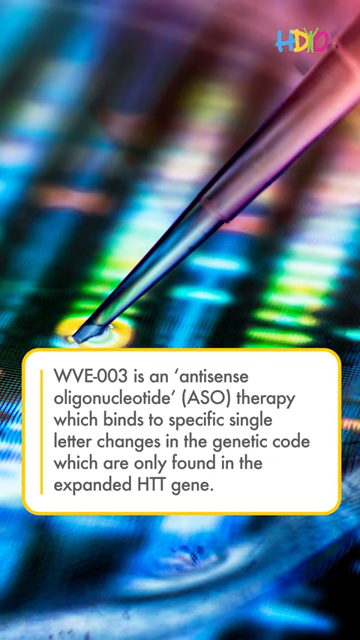 HDYO
WVE-003 is an ‘antisense
oligonucleotide’ (ASO) therapy
which binds to specific single
letter changes in the genetic code
which are only found in the
expanded HTT gene.